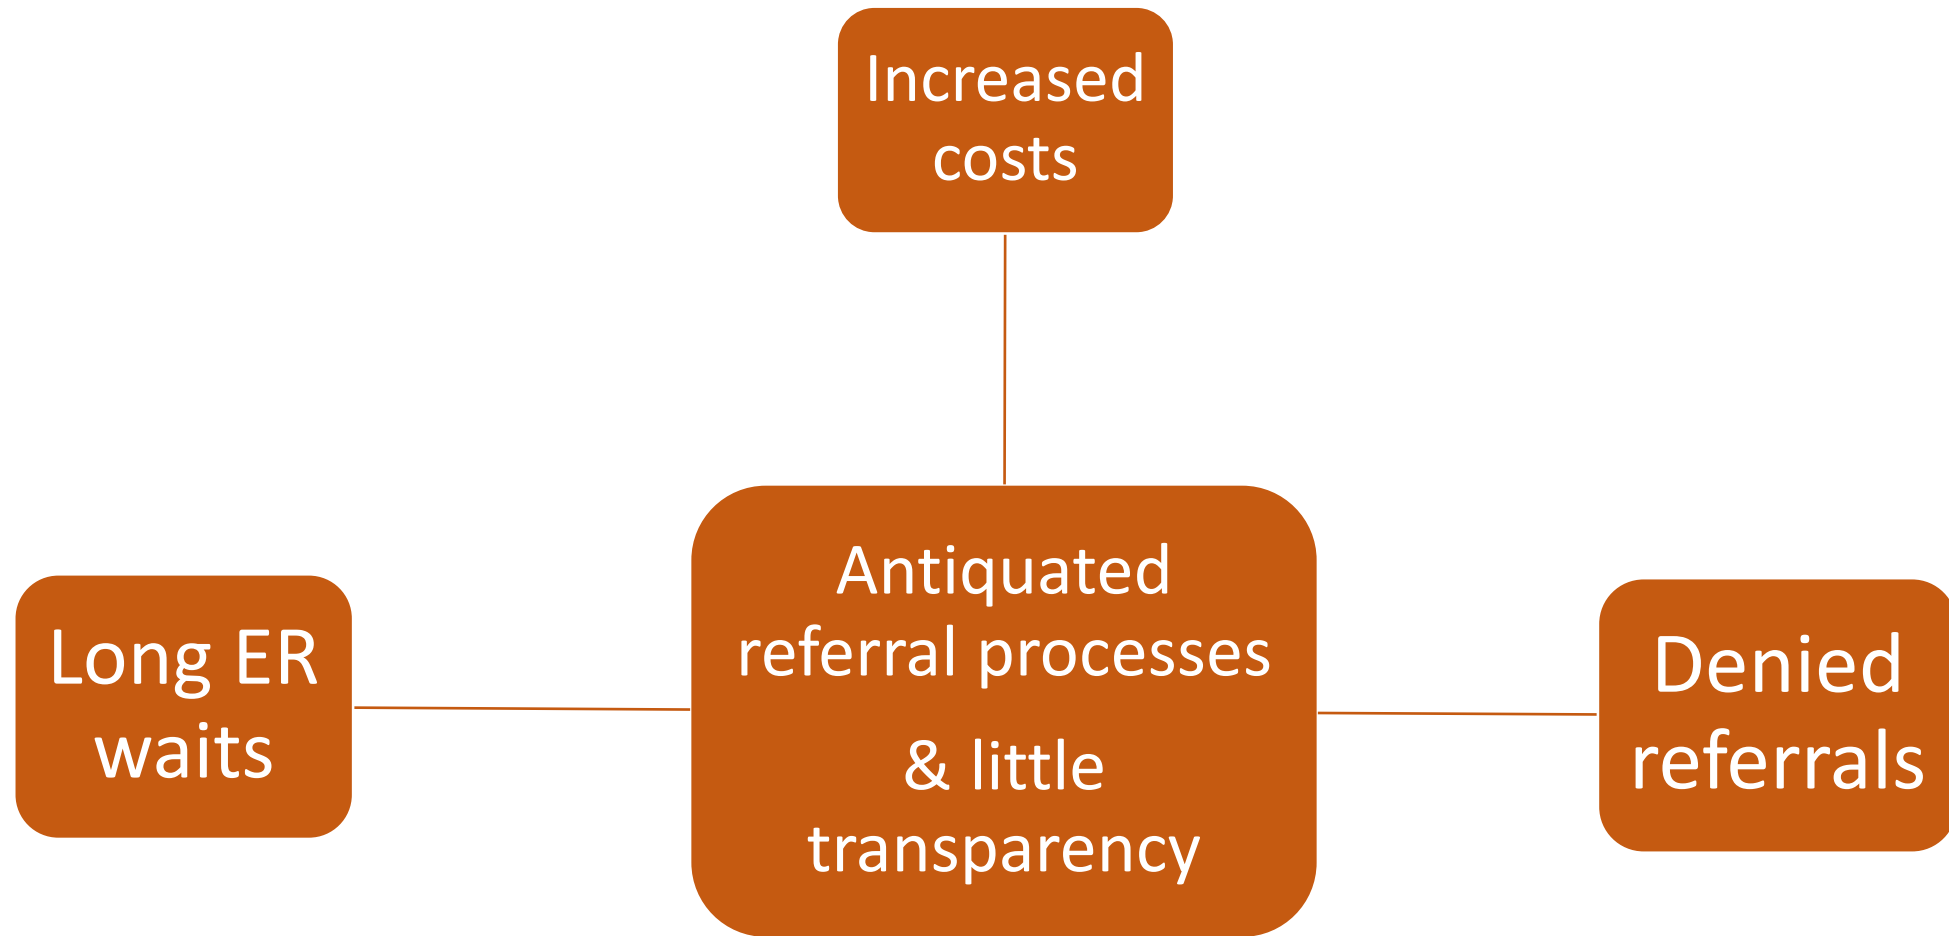 Increased
costs
Long ER
waits
Antiquated
referral processes
& little
transparency
Denied
referrals